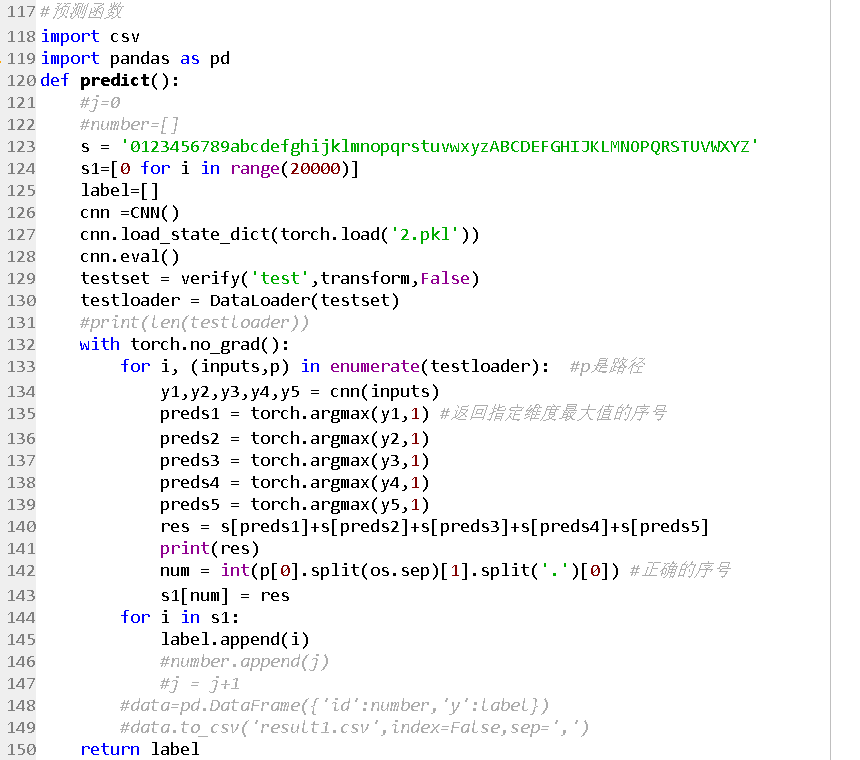 117 #预测函数
118 import csv
119 import pandas as pd
120 def predict():
121     #j=0
122     #number=[]
123     s = '0123456789abcdefghijklmnopqrstuvwxyzABCDEFGHIJKLMNOPQRSTUVWXYZ'
124     s1=[0 for i in range(20000)]
125     label=[]
126     cnn =CNN()
127     cnn.load_state_dict(torch.load('2.pkl'))
128     cnn.eval()
129     testset = verify('test',transform,False)
130     testloader = DataLoader(testset)
131     #print(len(testloader))
132     with torch.no_grad():
133         for i, (inputs,p) in enumerate(testloader):  #p是路径
134             y1,y2,y3,y4,y5 = cnn(inputs)
135             preds1 = torch.argmax(y1,1) #返回指定维度最大值的序号
136             preds2 = torch.argmax(y2,1)
137             preds3 = torch.argmax(y3,1)
138             preds4 = torch.argmax(y4,1)
139             preds5 = torch.argmax(y5,1)
140             res = s[preds1]+s[preds2]+s[preds3]+s[preds4]+s[preds5]
141             print(res)
142             num = int(p[0].split(os.sep)[1].split('.')[0]) #正确的序号
143             s1[num] = res
144         for i in s1:
145             label.append(i)
146             #number.append(j)
147             #j = j+1
148         #data=pd.DataFrame({'id':number,'y':label})
149         #data.to_csv('result1.csv',index=False,sep=',')
150     return label